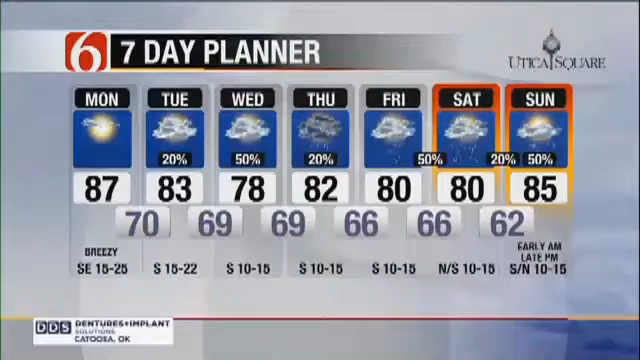 6 7 DAY PLANNER
UTICA SQUARE
MON TUE WED THU FRI SAT SUN
20% 50% 20% 50% 20% 50%
87 83 78 82 80 80 85
70 69 69 66 66 62
BREEZY
SE 15-25 S 15-22 S 10-15 S 10-15 S 10-15 N/S 10-15
EARLY AM
LATE PM
S/N 10-15
DDS DENTURES+IMPLANT
SOLUTIONS
CATOOSA, OK